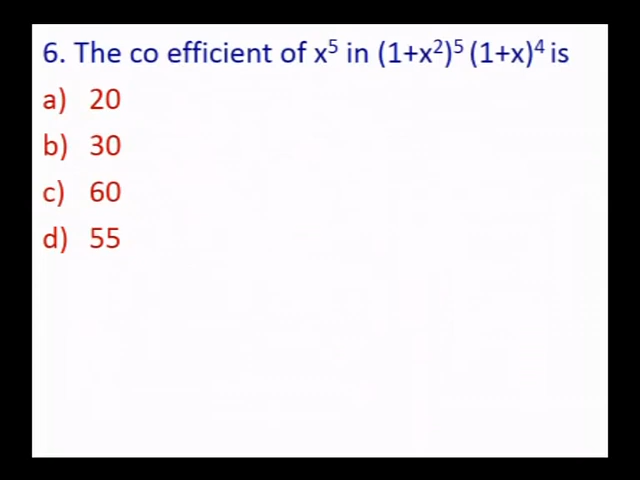 6. The co efficient of x⁵ in (1+x²)⁵ (1+x)⁴ is
a) 20
b) 30
c) 60
d) 55